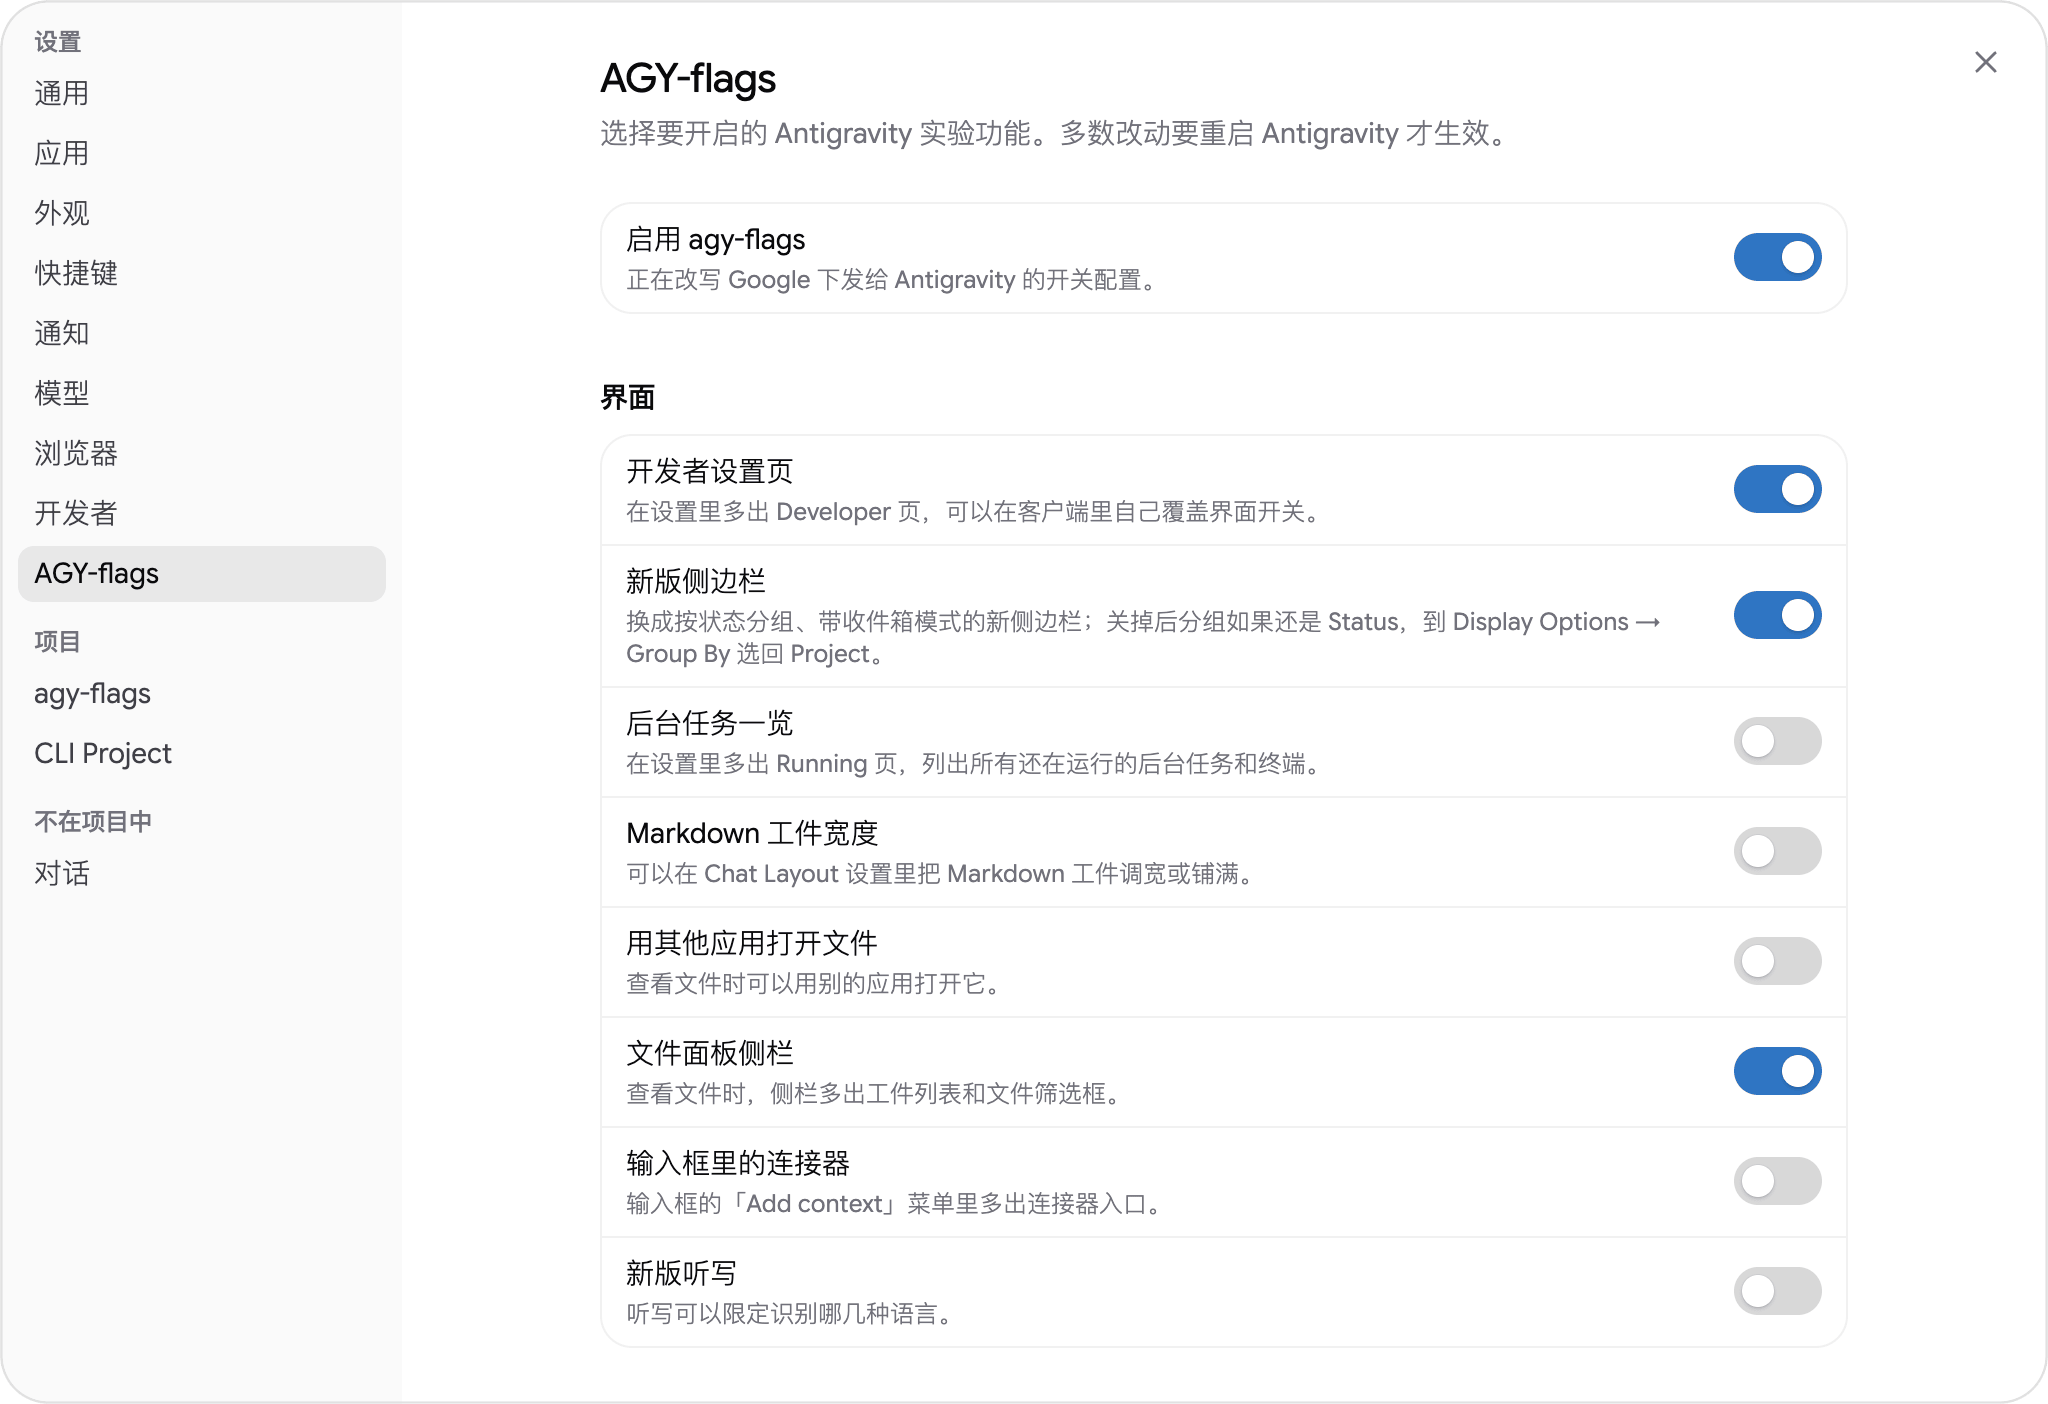 设置
通用
应用
外观
快捷键
通知
模型
浏览器
开发者
AGY-flags
项目
agy-flags
CLI Project
不在项目中
对话
AGY-flags
选择要开启的 Antigravity 实验功能。多数改动要重启 Antigravity 才生效。
启用 agy-flags
正在改写 Google 下发给 Antigravity 的开关配置。
界面
开发者设置页
在设置里多出 Developer 页，可以在客户端里自己覆盖界面开关。
新版侧边栏
换成按状态分组、带收件箱模式的新侧边栏；关掉后分组如果还是 Status，到 Display Options →
Group By 选回 Project。
后台任务一览
在设置里多出 Running 页，列出所有还在运行的后台任务和终端。
Markdown 工件宽度
可以在 Chat Layout 设置里把 Markdown 工件调宽或铺满。
用其他应用打开文件
查看文件时可以用别的应用打开它。
文件面板侧栏
查看文件时，侧栏多出工件列表和文件筛选框。
输入框里的连接器
输入框的「Add context」菜单里多出连接器入口。
新版听写
听写可以限定识别哪几种语言。